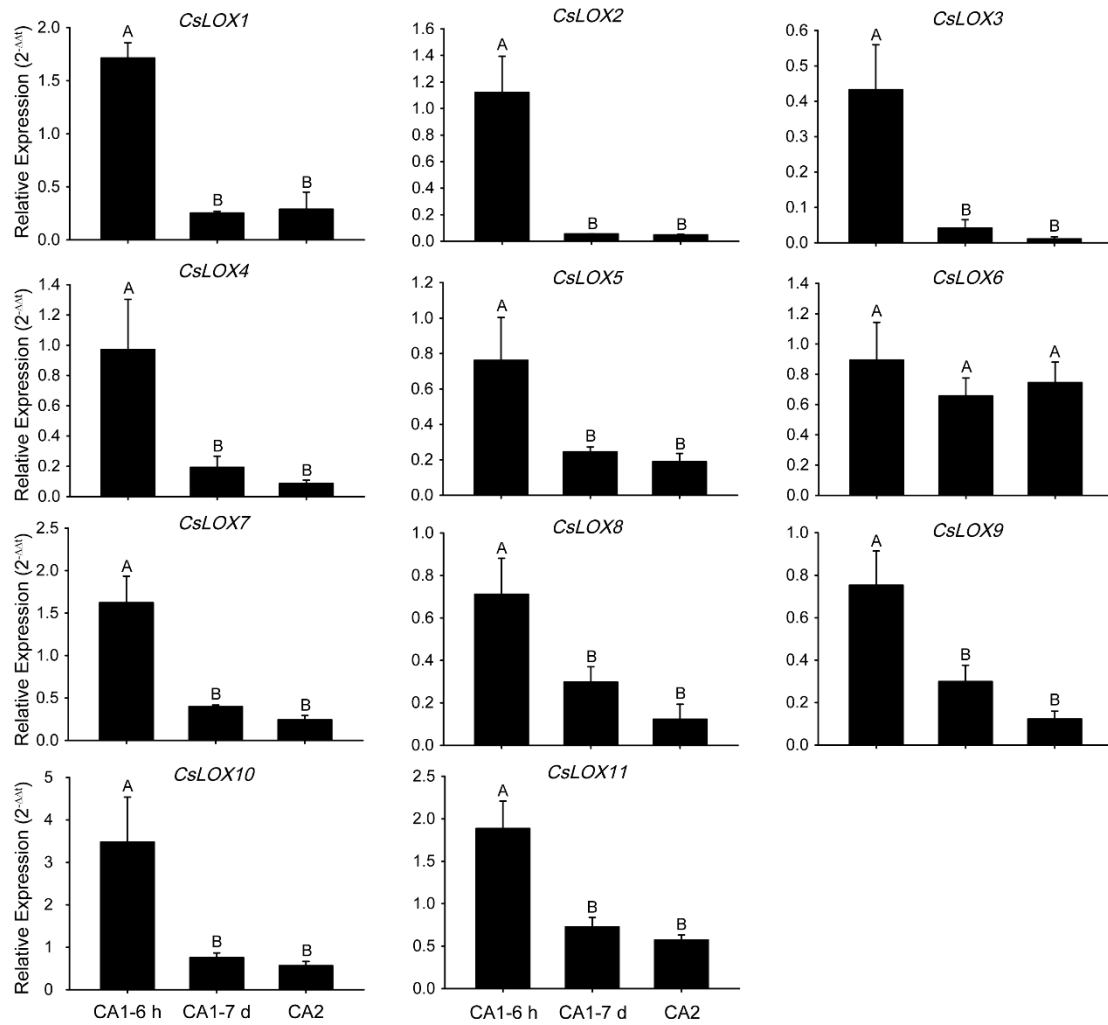 CsLOX1 CsLOX2 CsLOX3
Relative Expression (2-ΔΔt)
2.0 1.5 1.0 0.5 0.0
A B B
1.6 1.4 1.2 1.0 0.8 0.6 0.4 0.2 0.0
A B B
0.6 0.5 0.4 0.3 0.2 0.1 0.0
A B B
CsLOX4 CsLOX5 CsLOX6
Relative Expression (2-ΔΔt)
1.4 1.2 1.0 0.8 0.6 0.4 0.2 0.0
A B B
1.2 1.0 0.8 0.6 0.4 0.2 0.0
A B B
1.4 1.2 1.0 0.8 0.6 0.4 0.2 0.0
A A A
CsLOX7 CsLOX8 CsLOX9
Relative Expression (2-ΔΔt)
2.5 2.0 1.5 1.0 0.5 0.0
A B B
1.0 0.8 0.6 0.4 0.2 0.0
A B B
1.0 0.8 0.6 0.4 0.2 0.0
A B B
CsLOX10 CsLOX11
Relative Expression (2-ΔΔt)
5 4 3 2 1 0
A B B
2.5 2.0 1.5 1.0 0.5 0.0
A B B
CA1-6 h CA1-7 d CA2 CA1-6 h CA1-7 d CA2